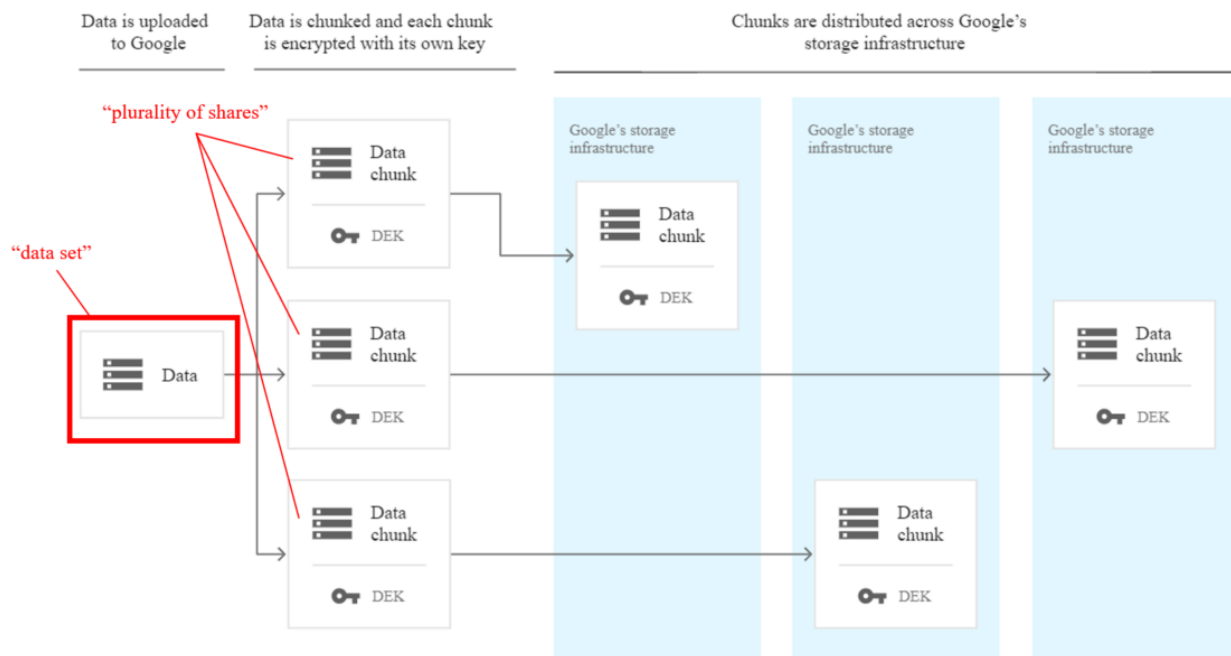 Data is uploaded
to Google
Data is chunked and each chunk
is encrypted with its own key
Chunks are distributed across Google's
storage infrastructure
“plurality of shares”
“data set”
Data
Data
chunk
DEK
Data
chunk
DEK
Data
chunk
DEK
Google's storage
infrastructure
Data
chunk
DEK
Google's storage
infrastructure
Data
chunk
DEK
Google's storage
infrastructure
Data
chunk
DEK